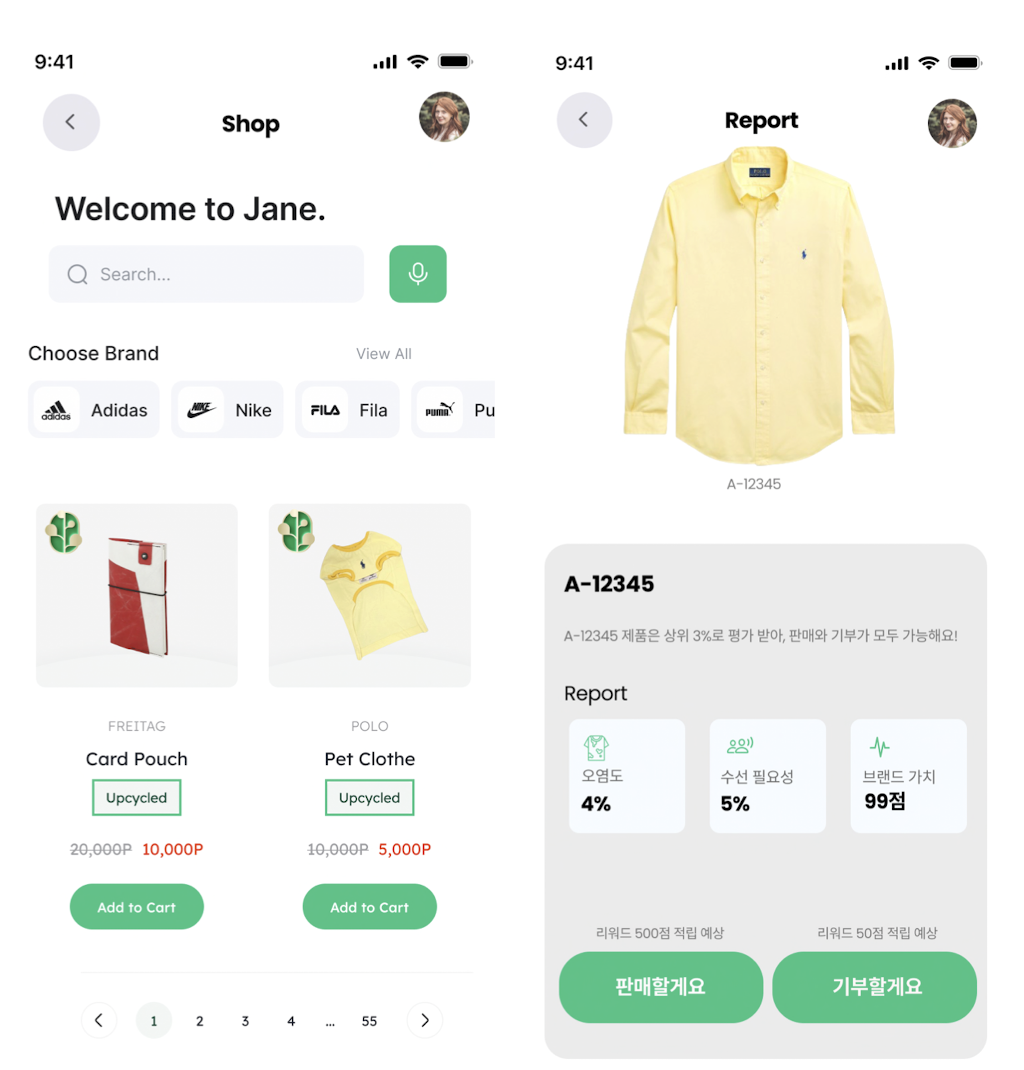 9:41
Shop
Welcome to Jane.
Search...
Choose Brand
View All
adidas
Adidas
NIKE
Nike
FILA
Fila
PUMA
Pu
FREITAG
POLO
Card Pouch
Pet Clothe
Upcycled
Upcycled
20,000P 10,000P
10,000P 5,000P
Add to Cart
Add to Cart
1 2 3 4 ... 55
9:41
Report
POLO
A-12345
A-12345
A-12345 제품은 상위 3%로 평가 받아, 판매와 기부가 모두 가능해요!
Report
오염도
4%
수선 필요성
5%
브랜드 가치
99점
리워드 500점 적립 예상
리워드 50점 적립 예상
판매할게요
기부할게요